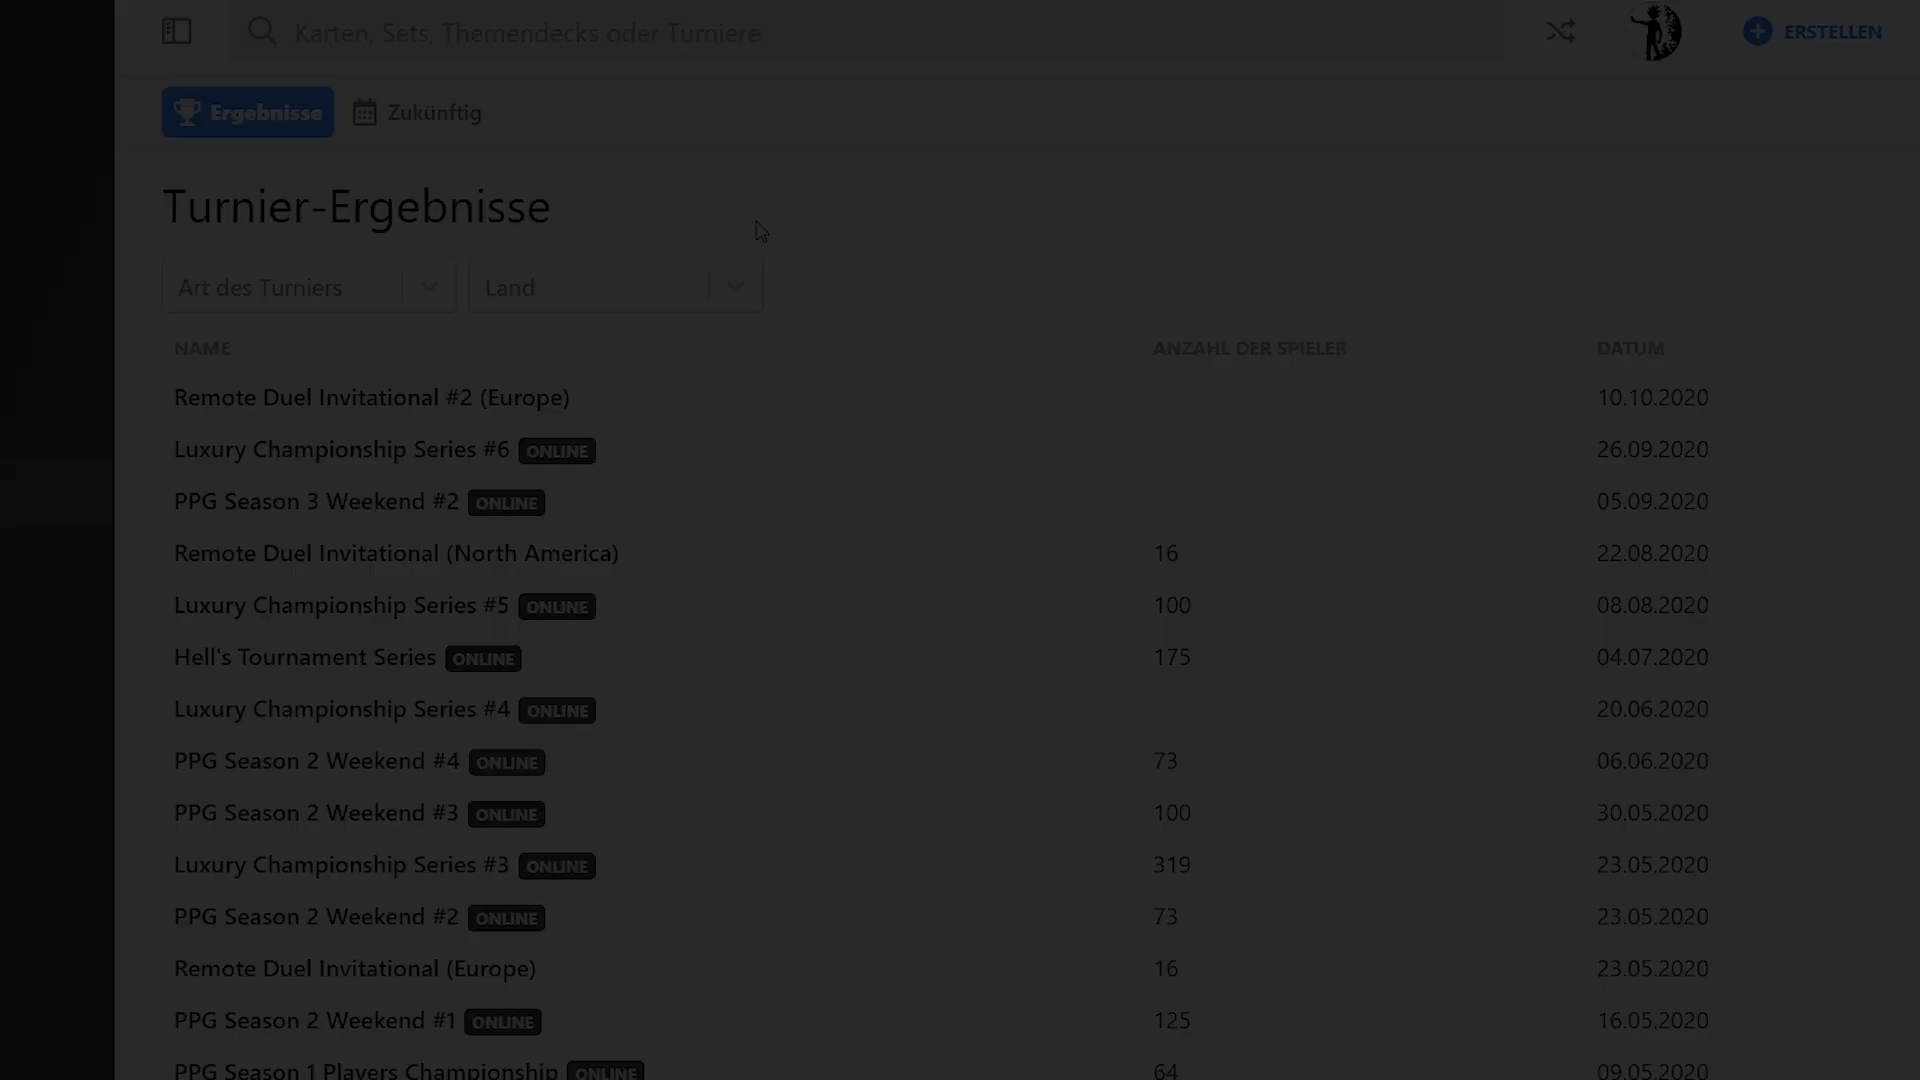 Karten, Sets, Themendecks oder Turniere
ERSTELLEN
Ergebnisse Zukünftig
Turnier-Ergebnisse
Art des Turniers Land
NAME ANZAHL DER SPIELER DATUM
Remote Duel Invitational #2 (Europe) 10.10.2020
Luxury Championship Series #6 ONLINE 26.09.2020
PPG Season 3 Weekend #2 ONLINE 05.09.2020
Remote Duel Invitational (North America) 16 22.08.2020
Luxury Championship Series #5 ONLINE 100 08.08.2020
Hell's Tournament Series ONLINE 175 04.07.2020
Luxury Championship Series #4 ONLINE 20.06.2020
PPG Season 2 Weekend #4 ONLINE 73 06.06.2020
PPG Season 2 Weekend #3 ONLINE 100 30.05.2020
Luxury Championship Series #3 ONLINE 319 23.05.2020
PPG Season 2 Weekend #2 ONLINE 73 23.05.2020
Remote Duel Invitational (Europe) 16 23.05.2020
PPG Season 2 Weekend #1 ONLINE 125 16.05.2020
PPG Season 1 Players Championship ONLINE 64 09.05.2020